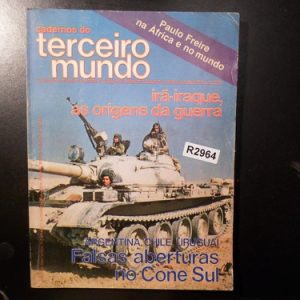 cadernos do
terceiro
mundo
Paulo Freire
na África e no mundo
irã-iraque,
as origens da guerra
R2964
ARGENTINA, CHILE, URUGUAI
Falsas aberturas
no Cone Sul